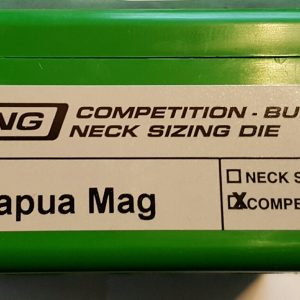 NG COMPETITION - BU
NECK SIZING DIE
apua Mag
NECK S
X COMPE